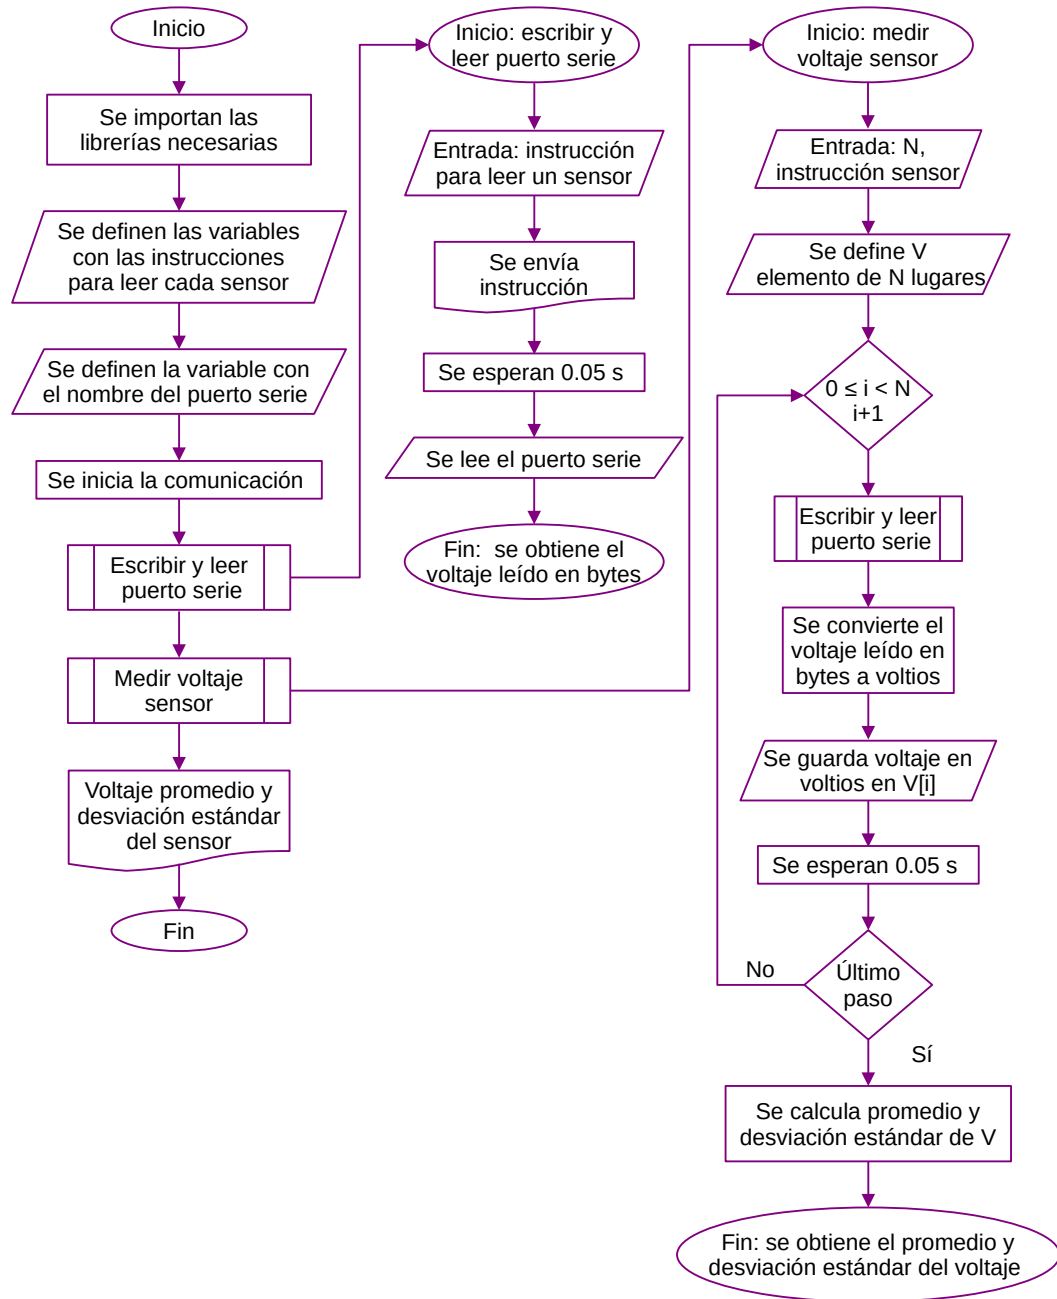 Inicio
Se importan las
librerías necesarias
Se definen las variables
con las instrucciones
para leer cada sensor
Se definen la variable con
el nombre del puerto serie
Se inicia la comunicación
Escribir y leer
puerto serie
Medir voltaje
sensor
Voltaje promedio y
desviación estándar
del sensor
Fin
Inicio: escribir y
leer puerto serie
Entrada: instrucción
para leer un sensor
Se envía
instrucción
Se esperan 0.05 s
Se lee el puerto serie
Fin: se obtiene el
voltaje leído en bytes
Inicio: medir
voltaje sensor
Entrada: N,
instrucción sensor
Se define V
elemento de N lugares
0 ≤ i < N
i+1
Escribir y leer
puerto serie
Se convierte el
voltaje leído en
bytes a voltios
Se guarda voltaje en
voltios en V[i]
Se esperan 0.05 s
Último
paso
No
Sí
Se calcula promedio y
desviación estándar de V
Fin: se obtiene el promedio y
desviación estándar del voltaje